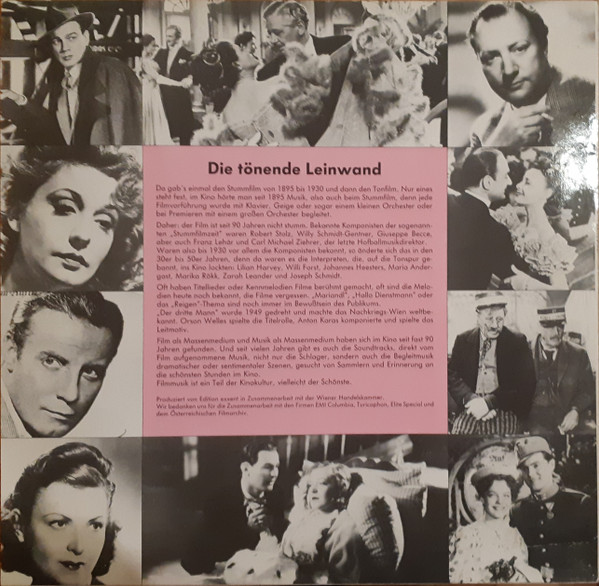 Die tönende Leinwand
Da gab's einmal den Stummfilm von 1895 bis 1930 und dann den Tonfilm. Nur eines
steht fest, im Kino hörte man seit 1895 Musik, also auch beim Stummfilm, denn jede
Filmvorführung wurde mit Klavier, Geige oder sogar einem kleinen Orchester oder
bei Premieren mit einem großen Orchester begleitet.
Daher: der Film ist seit 90 Jahren nicht stumm. Bekannte Komponisten der sogenann-
ten „Stummfilmzeit" waren Robert Stolz, Willy Schmidt-Gentner, Giuseppe Becce,
aber auch Franz Lehár und Carl Michael Ziehrer, der letzte Hofballmusikdirektor.
Waren also bis 1930 vor allem die Komponisten bekannt, so änderte sich das in den
30er bis 50er Jahren, denn da waren es die Interpreten, die, auf die Tonspur ge-
bannt, ins Kino lockten: Lilian Harvey, Willi Forst, Johannes Heesters, Maria Ander-
gast, Marika Rökk, Zarah Leander und Joseph Schmidt.
Oft haben Titellieder oder Kennmelodien Filme berühmt gemacht, oft sind die Melo-
dien heute noch bekannt, die Filme vergessen. „Mariandl", „Hallo Dienstmann" oder
das „Reigen"-Thema sind noch immer im Bewußtsein des Publikums.
„Der dritte Mann" wurde 1949 gedreht und machte das Nachkriegs-Wien weltbe-
kannt. Orson Welles spielte die Titelrolle, Anton Karas komponierte und spielte das
Leitmotiv.
Film als Massenmedium und Musik als Massenmedium haben sich im Kino seit fast 90
Jahren gefunden. Und seit vielen Jahren gibt es auch die Soundtracks, direkt vom
Film aufgenommene Musik, nicht nur die Schlager, sondern auch die Begleitmusik
dramatischer oder sentimentaler Szenen, gesucht von Sammlern und Erinnerung an
die schönsten Stunden im Kino.
Filmmusik ist ein Teil der Kinokultur, vielleicht der Schönste.
Produziert von Edition essent in Zusammenarbeit mit der Wiener Handelskammer.
Wir bedanken uns für die Zusammenarbeit mit den Firmen EMI Columbia, Turicaphon, Elite Special und
dem Österreichischen Filmarchiv.